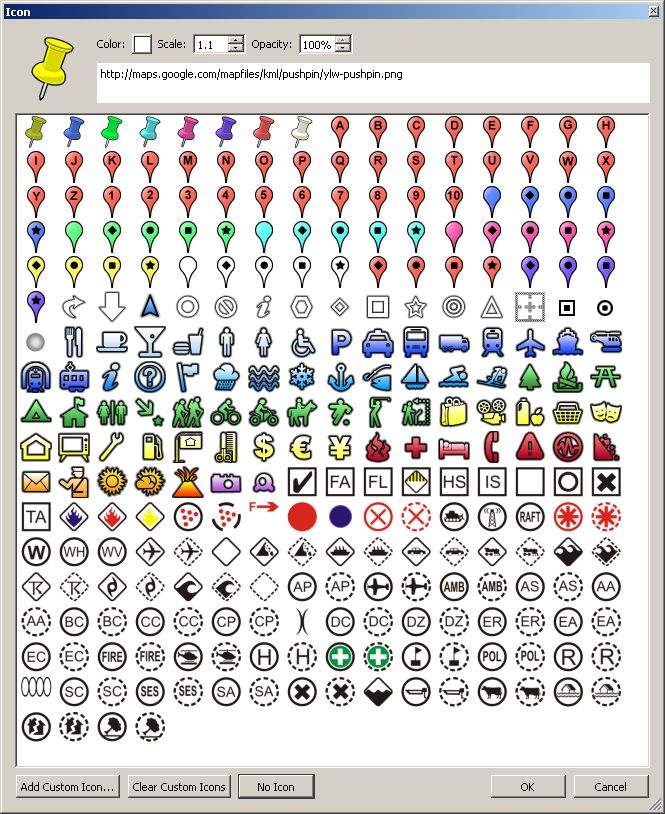 Icon
Color: Scale: 1.1 Opacity: 100%
http://maps.google.com/mapfiles/kml/pushpin/ylw-pushpin.png
A B C D E F G H
I J K L M N O P Q R S T U V W X
Y Z 1 2 3 4 5 6 7 8 9 10
i
P
i ?
$ € ¥
FA FL HS IS
TA F RAFT
W WH WV
TK TK AP AP AMB AMB AS AS AA
AA BC BC CC CC CP CP DC DC DZ DZ ER ER EA EA
EC EC FIRE FIRE H H POL POL R R
SC SC SES SES SA SA
Add Custom Icon... Clear Custom Icons No Icon OK Cancel